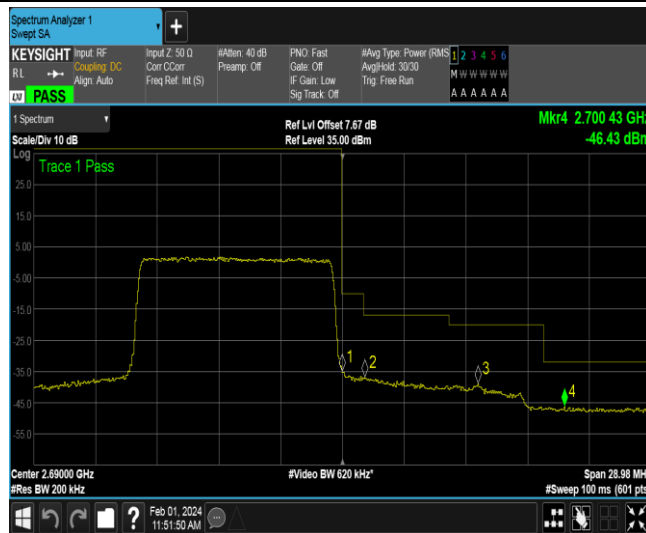 Spectrum Analyzer 1
Swept SA
KEYSIGHT
RL
LXI
PASS
Input: RF
Coupling: DC
Align: Auto
Input Z: 50 Ω
Corr CCorr
Freq Ref: Int (S)
#Atten: 40 dB
Preamp: Off
PNO: Fast
Gate: Off
IF Gain: Low
Sig Track: Off
#Avg Type: Power (RMS
Avg|Hold: 30/30
Trig: Free Run
1 2 3 4 5 6
M W W W W W
A A A A A A
1 Spectrum
Scale/Div 10 dB
Ref Lvl Offset 7.67 dB
Ref Level 35.00 dBm
Mkr4 2.700 43 GHz
-46.43 dBm
Log
Trace 1 Pass
25.0
15.0
5.00
-5.00
-15.0
-25.0
-35.0
-45.0
-55.0
1
2
3
4
Center 2.69000 GHz
#Res BW 200 kHz
#Video BW 620 kHz*
Span 28.98 MH
#Sweep 100 ms (601 pts
Feb 01, 2024
11:51:50 AM